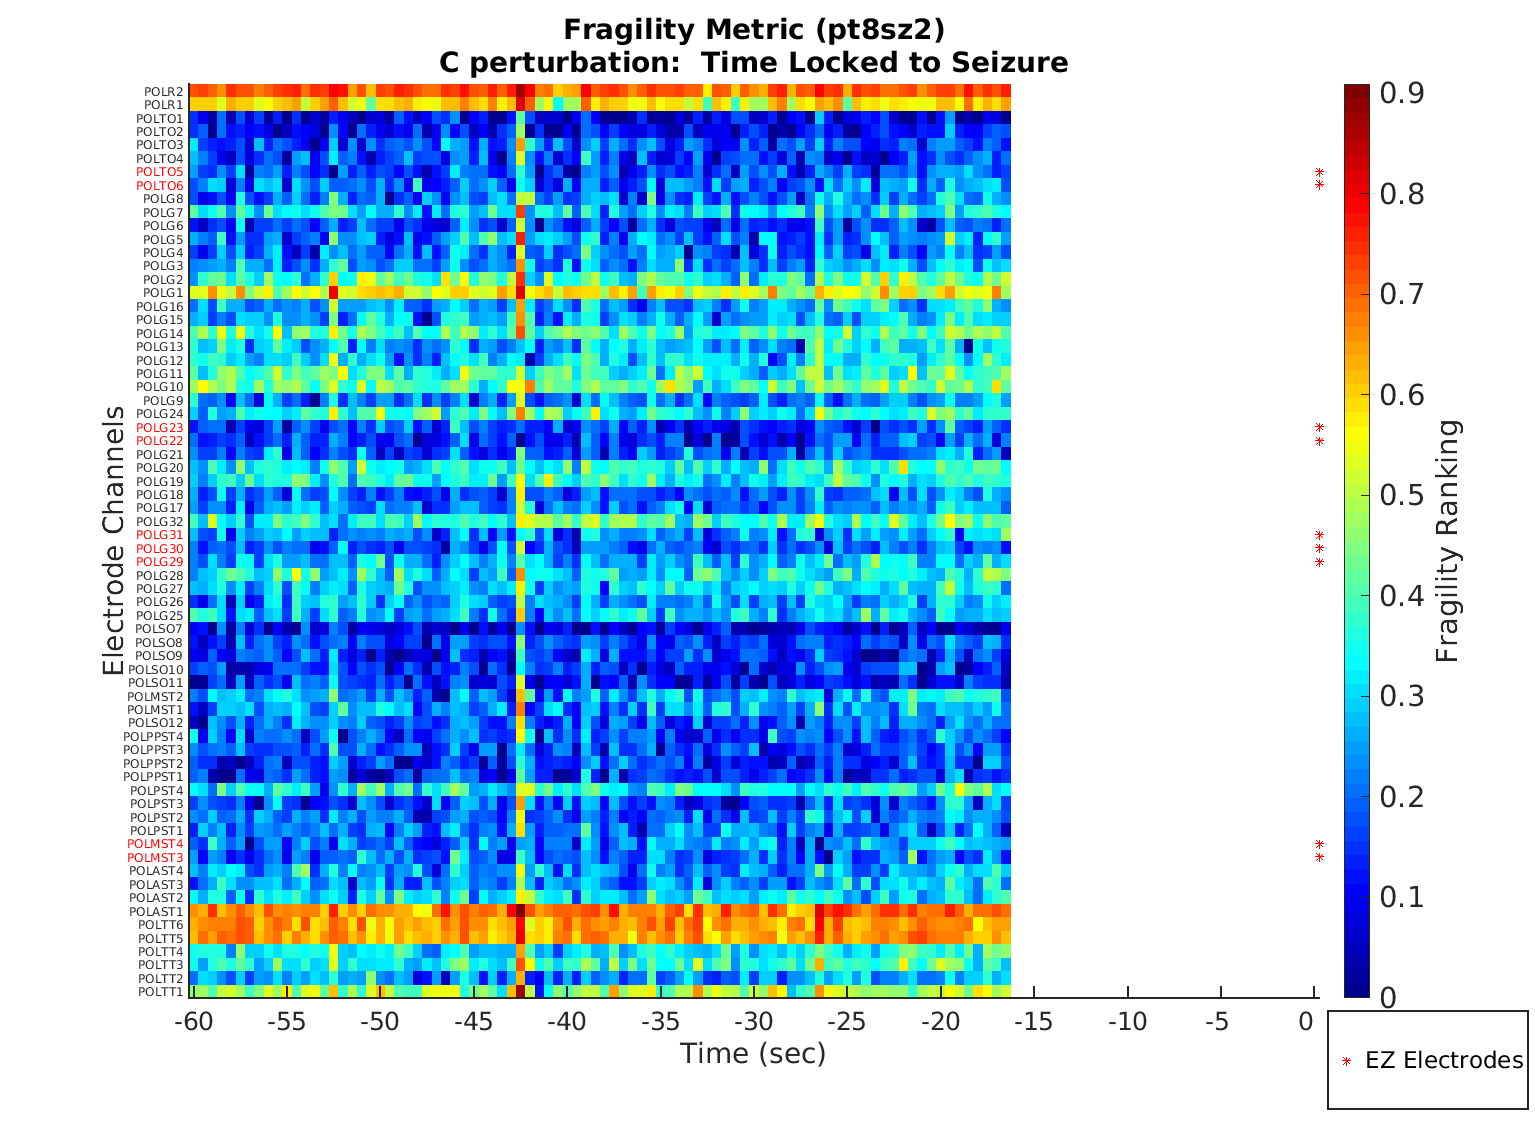 Fragility Metric (pt8sz2)
C perturbation: Time Locked to Seizure
Electrode Channels
POLR2
POLR1
POLTO1
POLTO2
POLTO3
POLTO4
POLTO5
POLTO6
POLG8
POLG7
POLG6
POLG5
POLG4
POLG3
POLG2
POLG1
POLG16
POLG15
POLG14
POLG13
POLG12
POLG11
POLG10
POLG9
POLG24
POLG23
POLG22
POLG21
POLG20
POLG19
POLG18
POLG17
POLG32
POLG31
POLG30
POLG29
POLG28
POLG27
POLG26
POLG25
POLSO7
POLSO8
POLSO9
POLSO10
POLSO11
POLMST2
POLMST1
POLSO12
POLPPST4
POLPPST3
POLPPST2
POLPPST1
POLPST4
POLPST3
POLPST2
POLPST1
POLMST4
POLMST3
POLAST4
POLAST3
POLAST2
POLAST1
POLTT6
POLTT5
POLTT4
POLTT3
POLTT2
POLTT1
-60 -55 -50 -45 -40 -35 -30 -25 -20 -15 -10 -5 0
Time (sec)
0.9
0.8
0.7
0.6
0.5
0.4
0.3
0.2
0.1
0
Fragility Ranking
EZ Electrodes